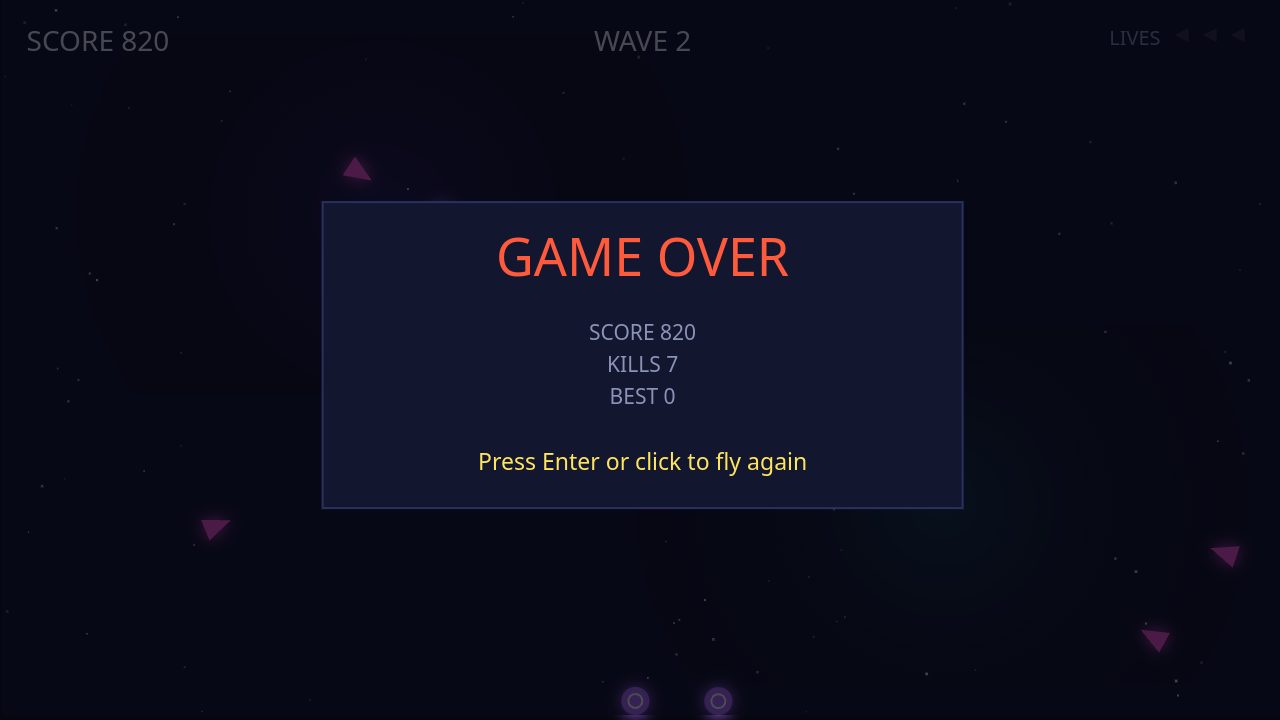 SCORE 820
WAVE 2
LIVES
GAME OVER
SCORE 820
KILLS 7
BEST 0
Press Enter or click to fly again